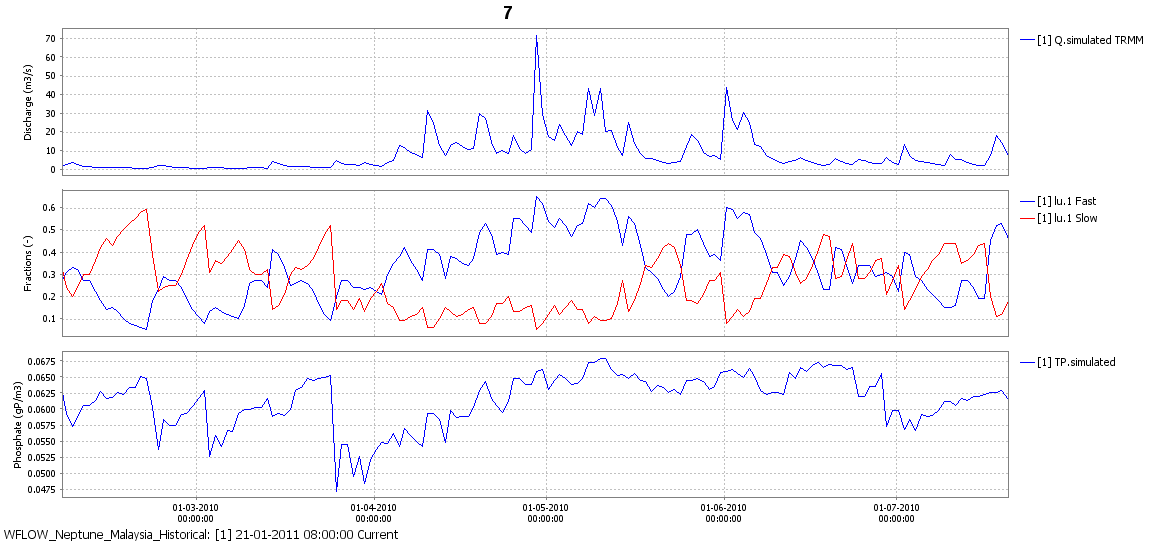 7
70
60
50
40
30
20
10
0
Discharge (m3/s)
[1] Q.simulated TRMM
0.6
0.5
0.4
0.3
0.2
0.1
Fractions (-)
[1] lu.1 Fast
[1] lu.1 Slow
0.0675
0.0650
0.0625
0.0600
0.0575
0.0550
0.0525
0.0500
0.0475
Phosphate (gP/m3)
[1] TP.simulated
01-03-2010 01-04-2010 01-05-2010 01-06-2010 01-07-2010
00:00:00 00:00:00 00:00:00 00:00:00 00:00:00
WFLOW_Neptune_Malaysia_Historical: [1] 21-01-2011 08:00:00 Current